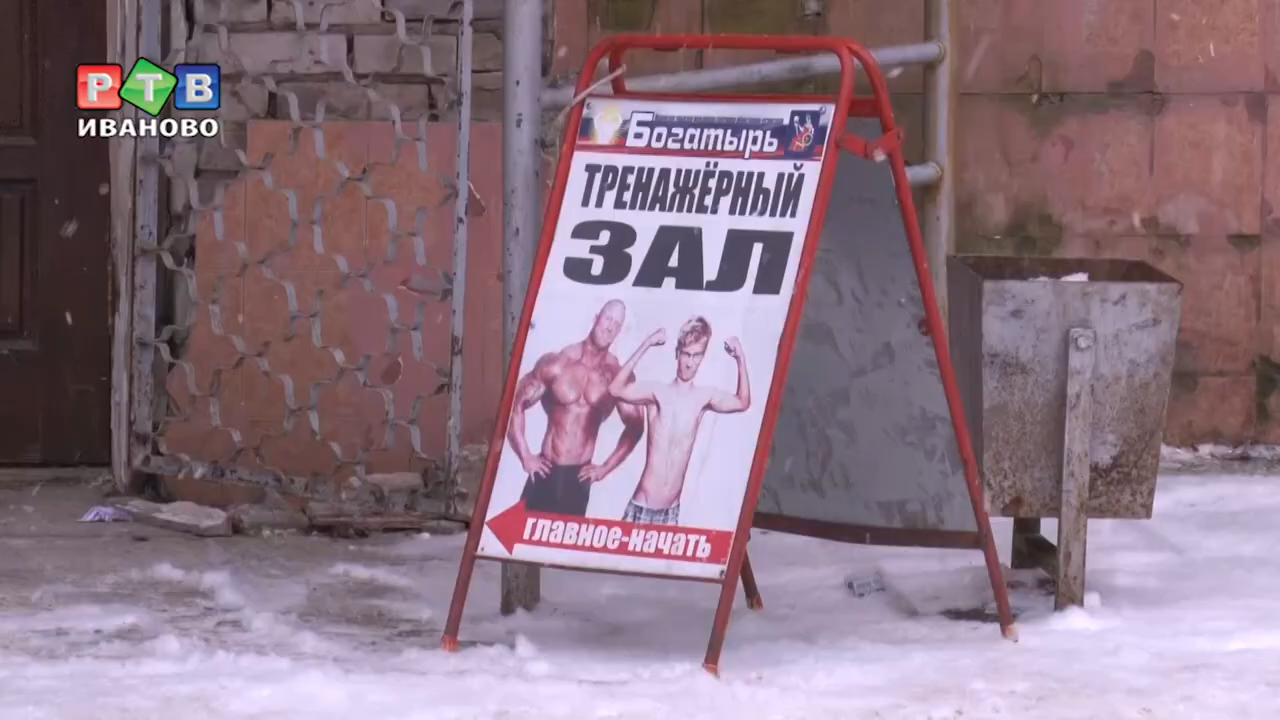 РТВ
ИВАНОВО
Богатырь
ТРЕНАЖЁРНЫЙ
ЗАЛ
главное-начать